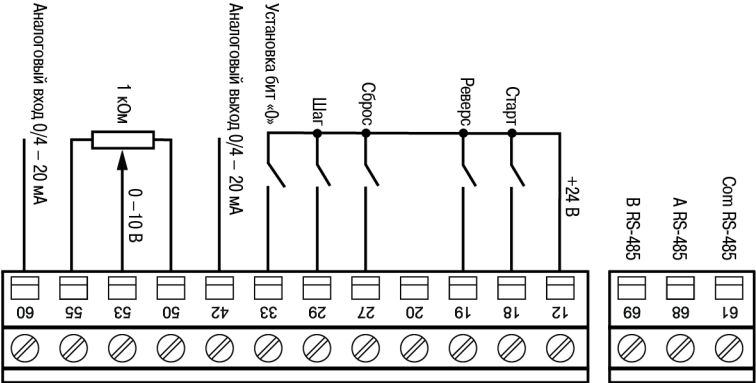 Аналоговый вход 0/4 – 20 мА
1 кОм
0 – 10 В
Аналоговый выход 0/4 – 20 мА
Установка бит «0»
Шаг
Сброс
Реверс
Старт
+24 В
B RS-485
A RS-485
Com RS-485
60
55
53
50
42
33
29
27
20
19
18
12
69
68
61